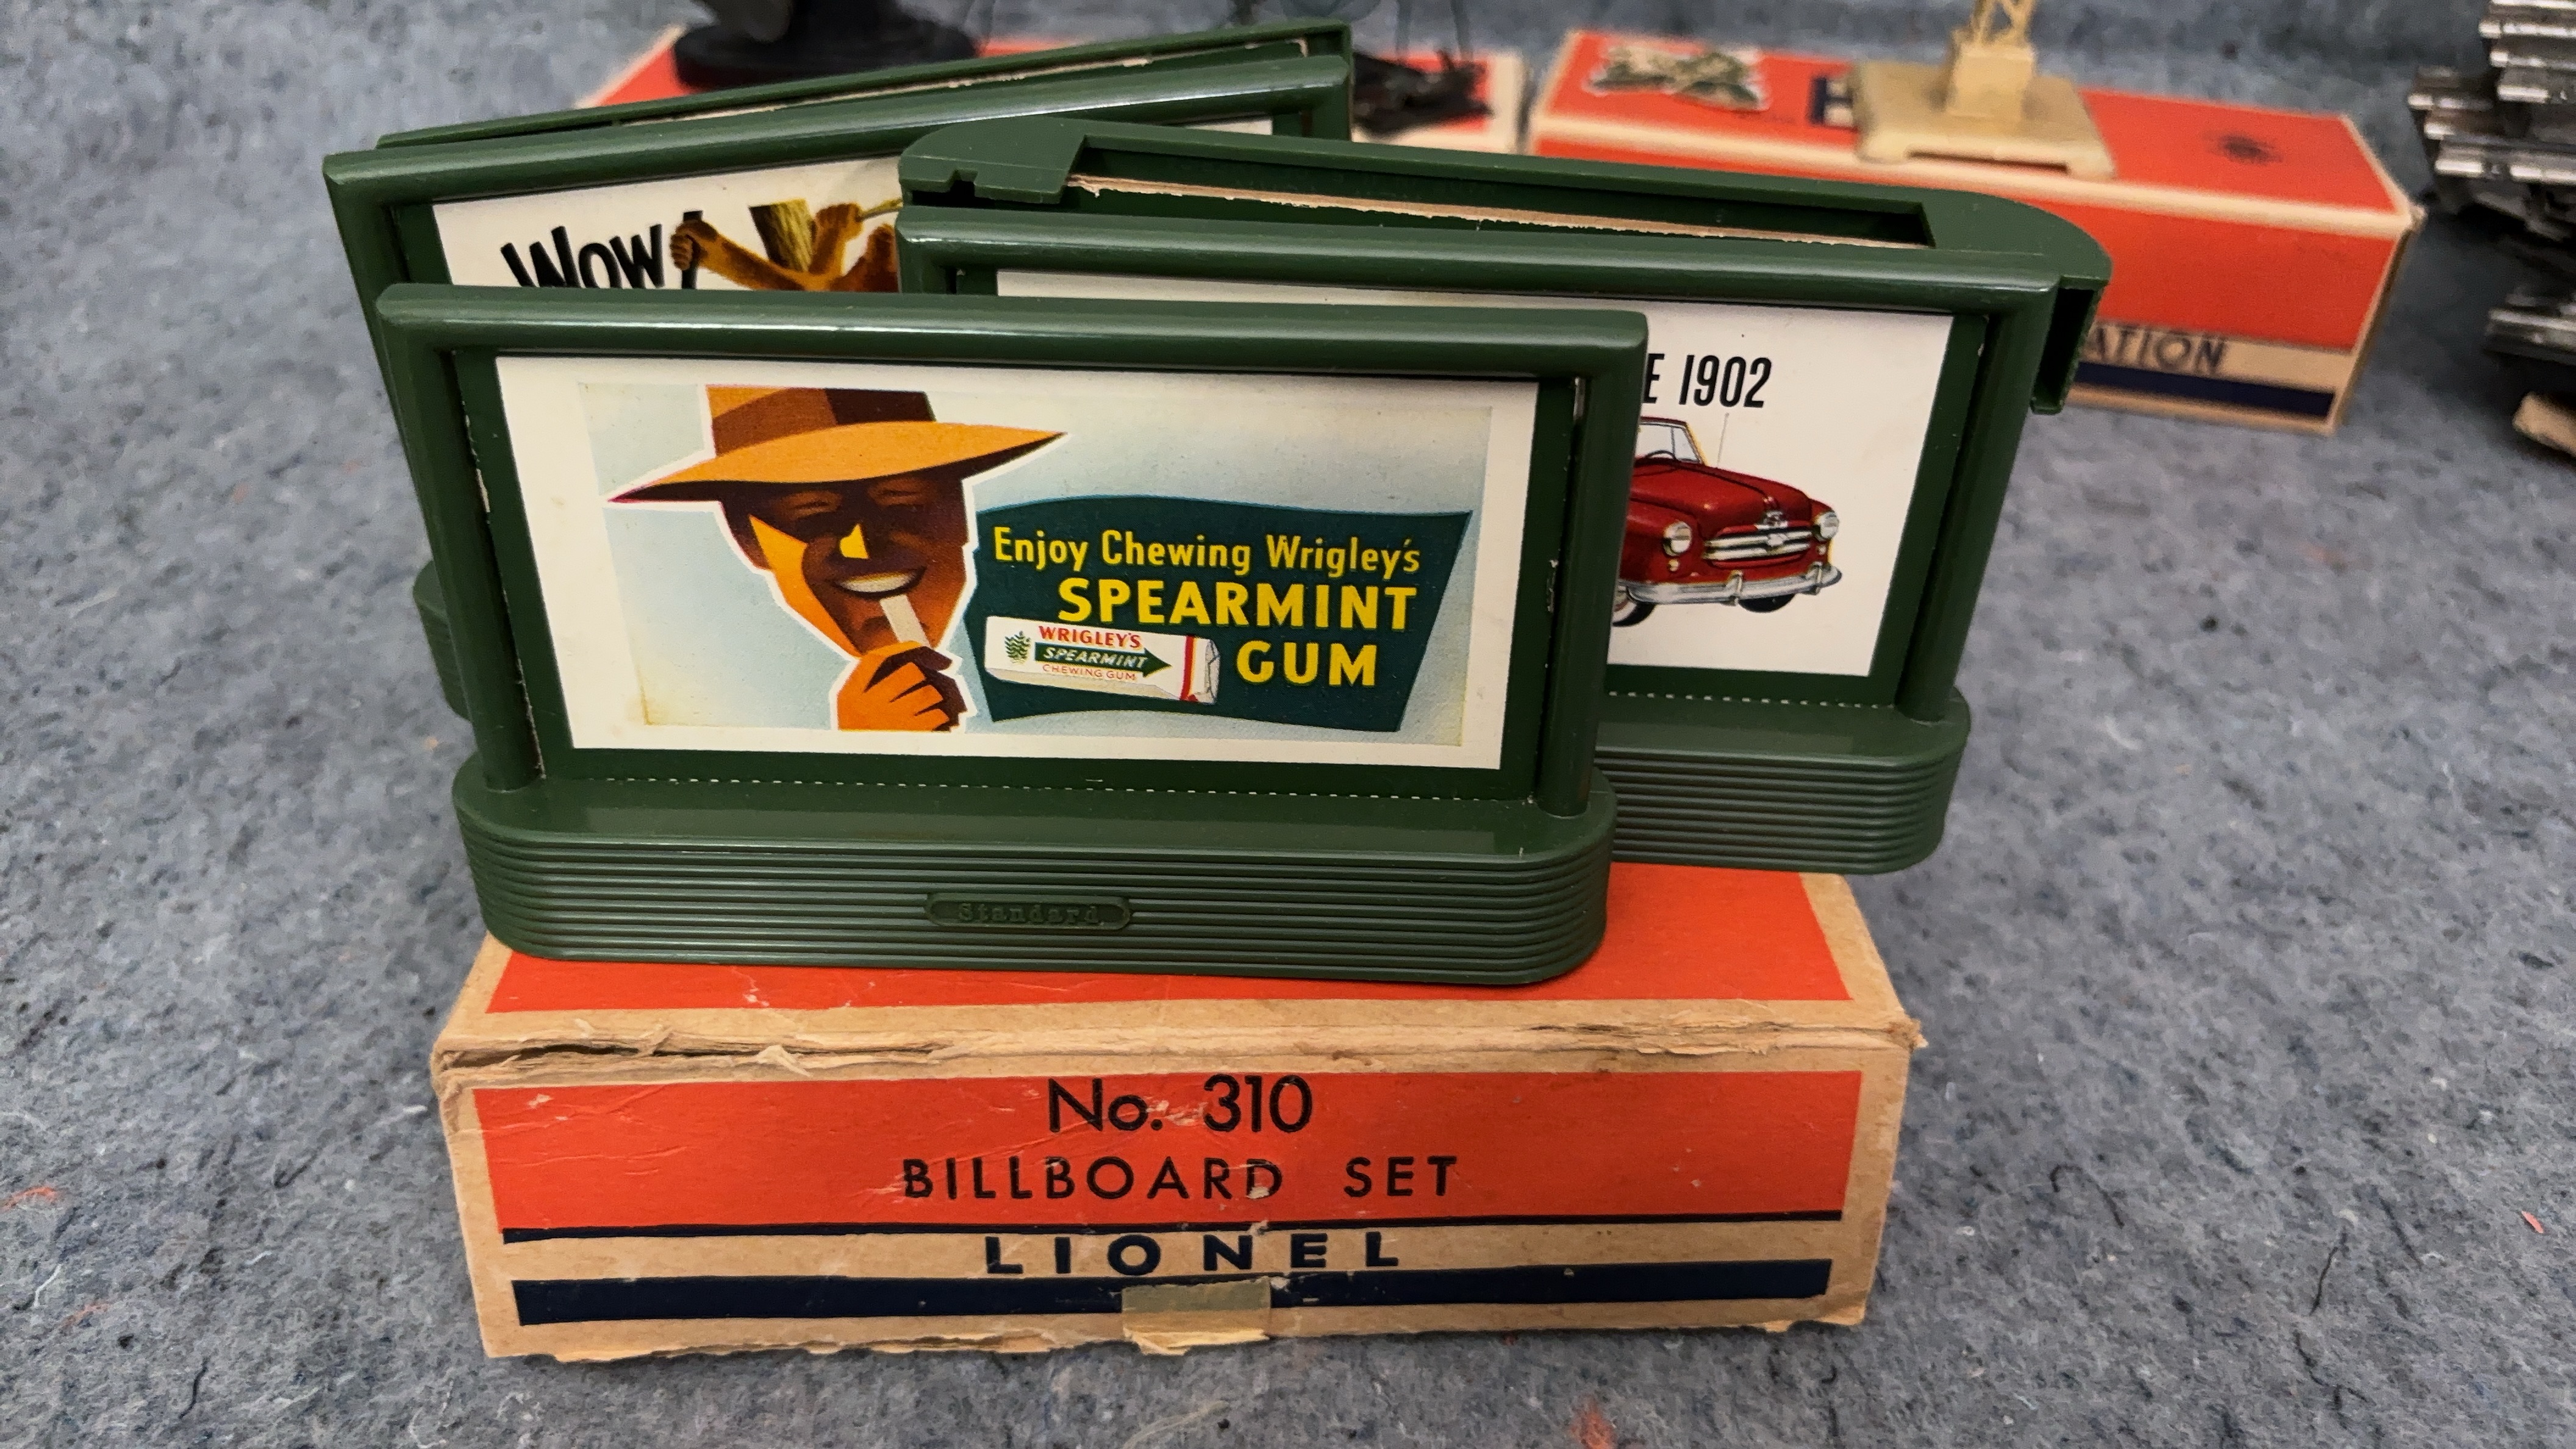 Wow
E 1902
Enjoy Chewing Wrigley's
SPEARMINT
GUM
WRIGLEY'S
SPEARMINT
CHEWING GUM
Standard
No. 310
BILLBOARD SET
LIONEL
ATION